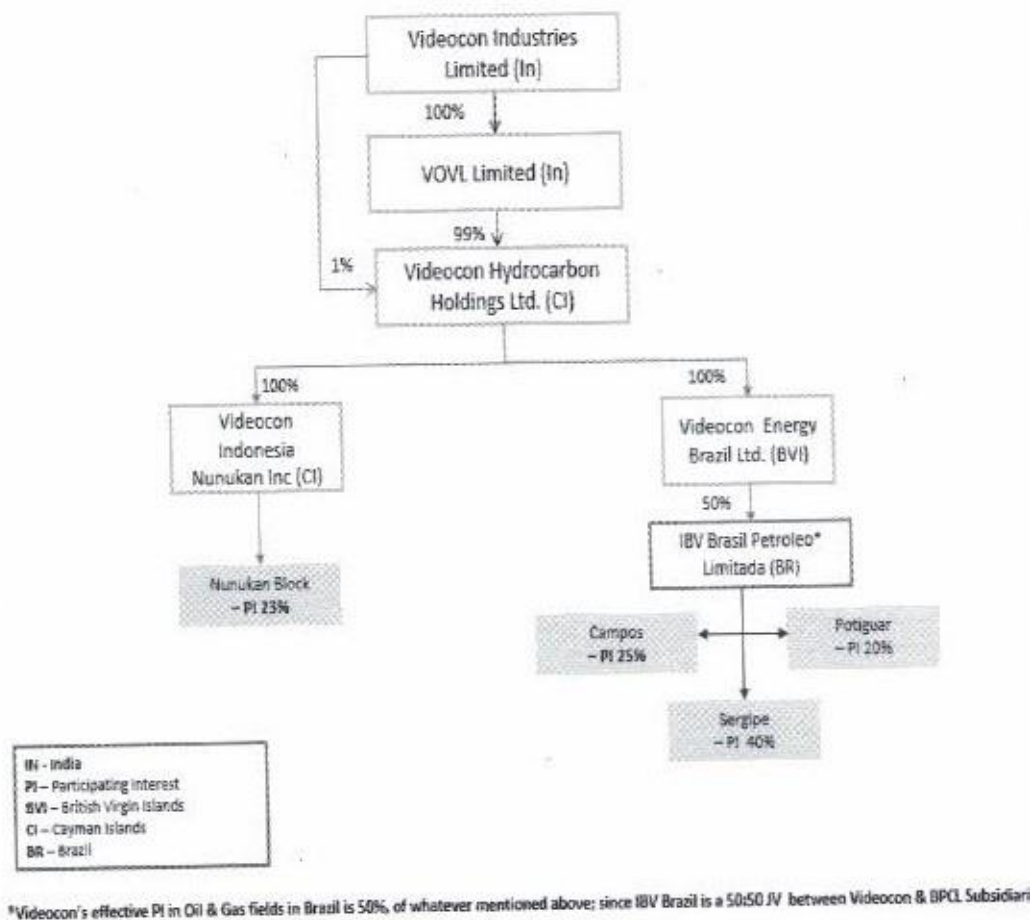 Videocon Industries
Limited (In)
100%
VOVL Limited (In)
99%
1%
Videocon Hydrocarbon
Holdings Ltd. (CI)
100%
100%
Videocon
Indonesia
Nunukan Inc (CI)
Videocon Energy
Brazil Ltd. (BVI)
50%
IBV Brasil Petroleo*
Limitada (BR)
Nunukan Block
– PI 23%
Campos
– PI 25%
Potiguar
– PI 20%
Sergipe
– PI 40%
IN - India
PI – Participating Interest
BVI – British Virgin Islands
CI – Cayman Islands
BR – Brazil
*Videocon's effective PI in Oil & Gas fields in Brazil is 50%, of whatever mentioned above; since IBV Brazil is a 50:50 JV between Videocon & BPCL